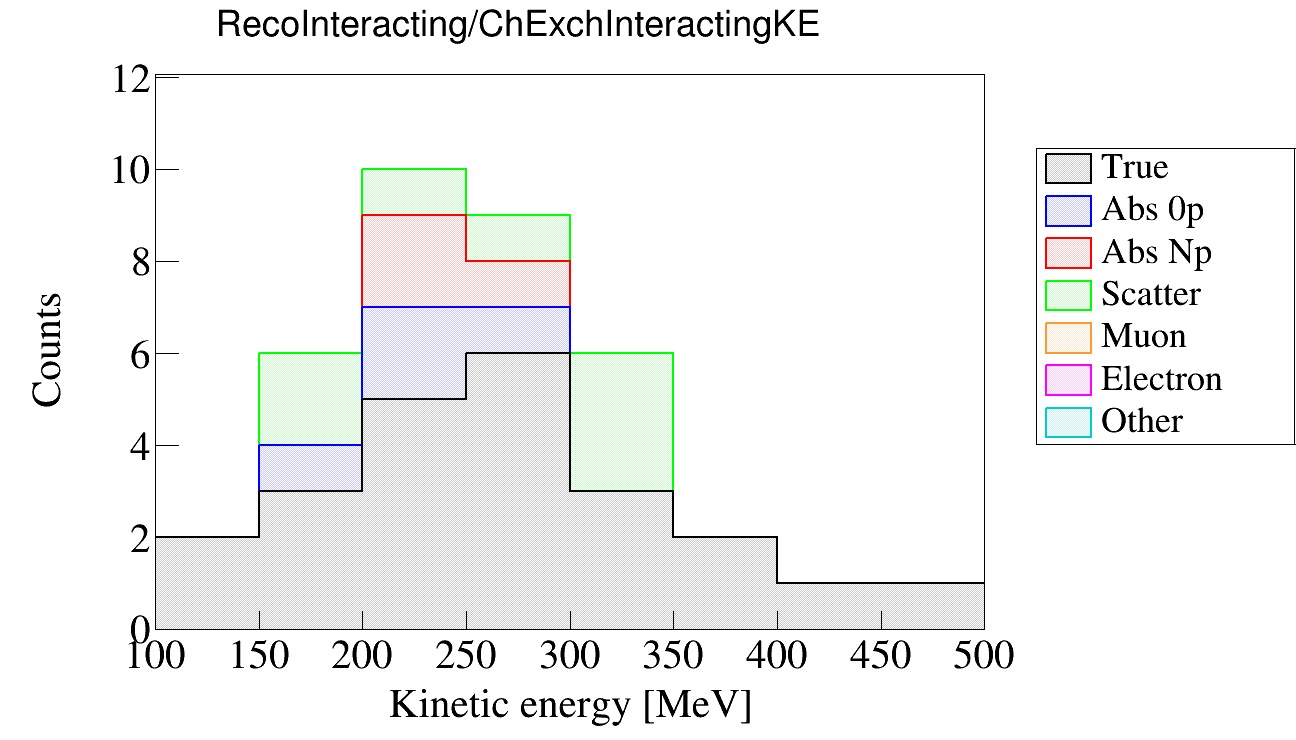 RecoInteracting/ChExchInteractingKE
12
10
8
6
4
2
0
Counts
100 150 200 250 300 350 400 450 500
Kinetic energy [MeV]
True
Abs 0p
Abs Np
Scatter
Muon
Electron
Other